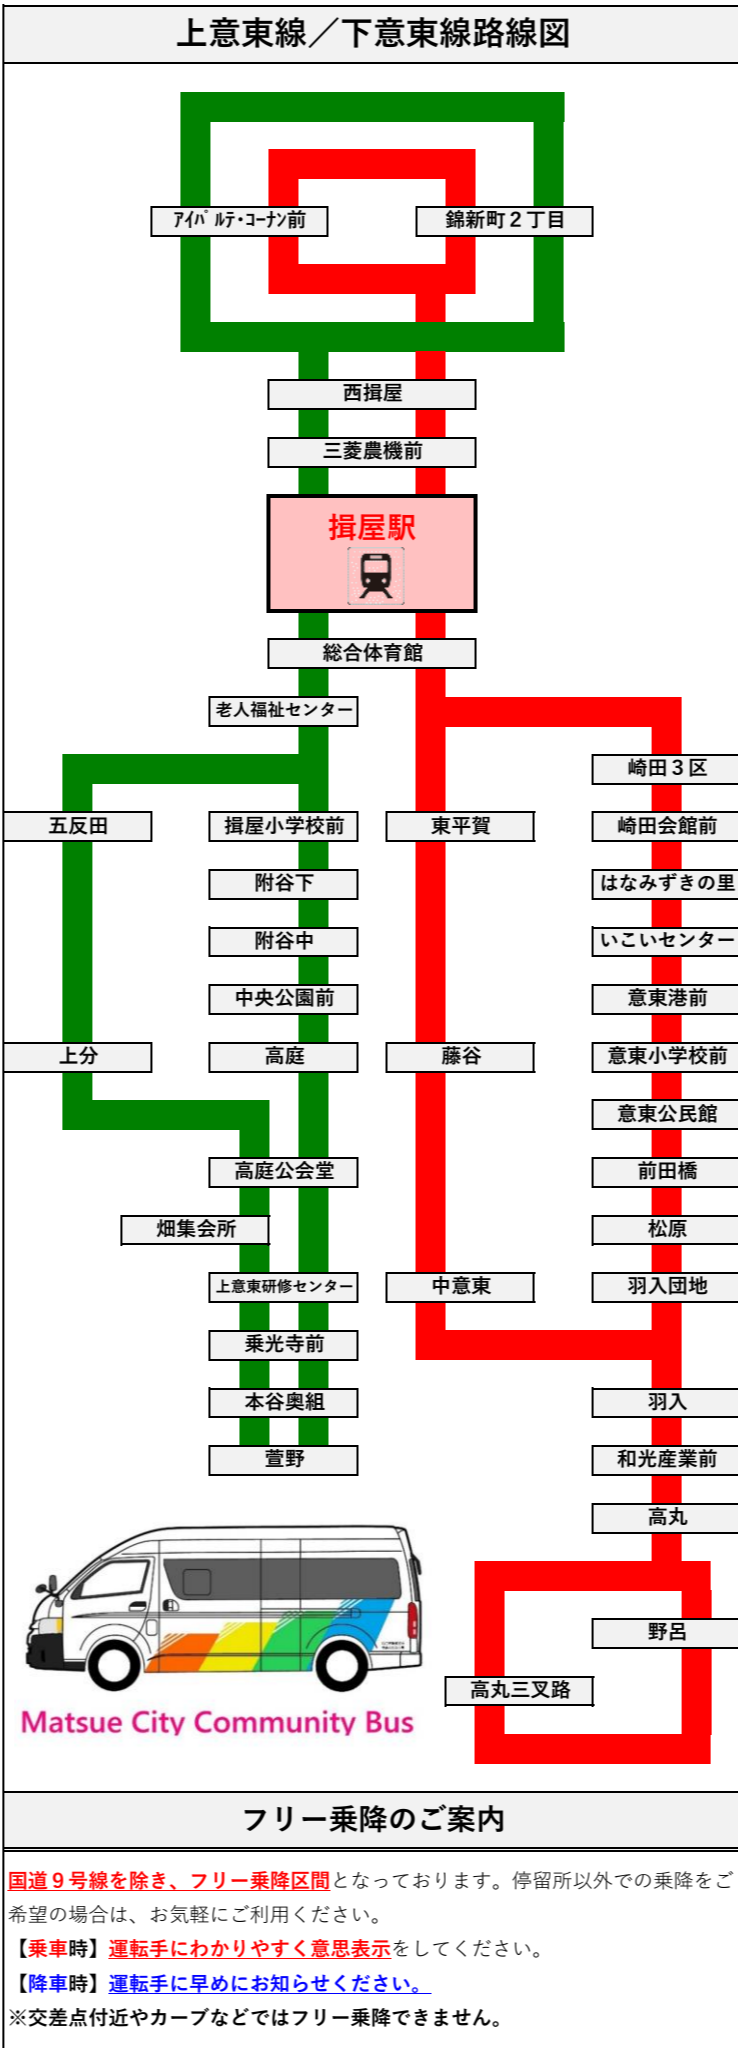 上意東線／下意東線路線図
ｱｲﾊﾟﾙﾃ･ｺｰﾅﾝ前
錦新町２丁目
西揖屋
三菱農機前
揖屋駅
総合体育館
老人福祉センター
崎田３区
五反田
揖屋小学校前
東平賀
崎田会館前
附谷下
はなみずきの里
附谷中
いこいセンター
中央公園前
意東港前
上分
高庭
藤谷
意東小学校前
意東公民館
高庭公会堂
前田橋
畑集会所
松原
上意東研修センター
中意東
羽入団地
乗光寺前
本谷奥組
羽入
萱野
和光産業前
高丸
野呂
高丸三叉路
Matsue City Community Bus
フリー乗降のご案内
国道９号線を除き、フリー乗降区間となっております。停留所以外での乗降をご
希望の場合は、お気軽にご利用ください。
【乗車時】運転手にわかりやすく意思表示をしてください。
【降車時】運転手に早めにお知らせください。
※交差点付近やカーブなどではフリー乗降できません。